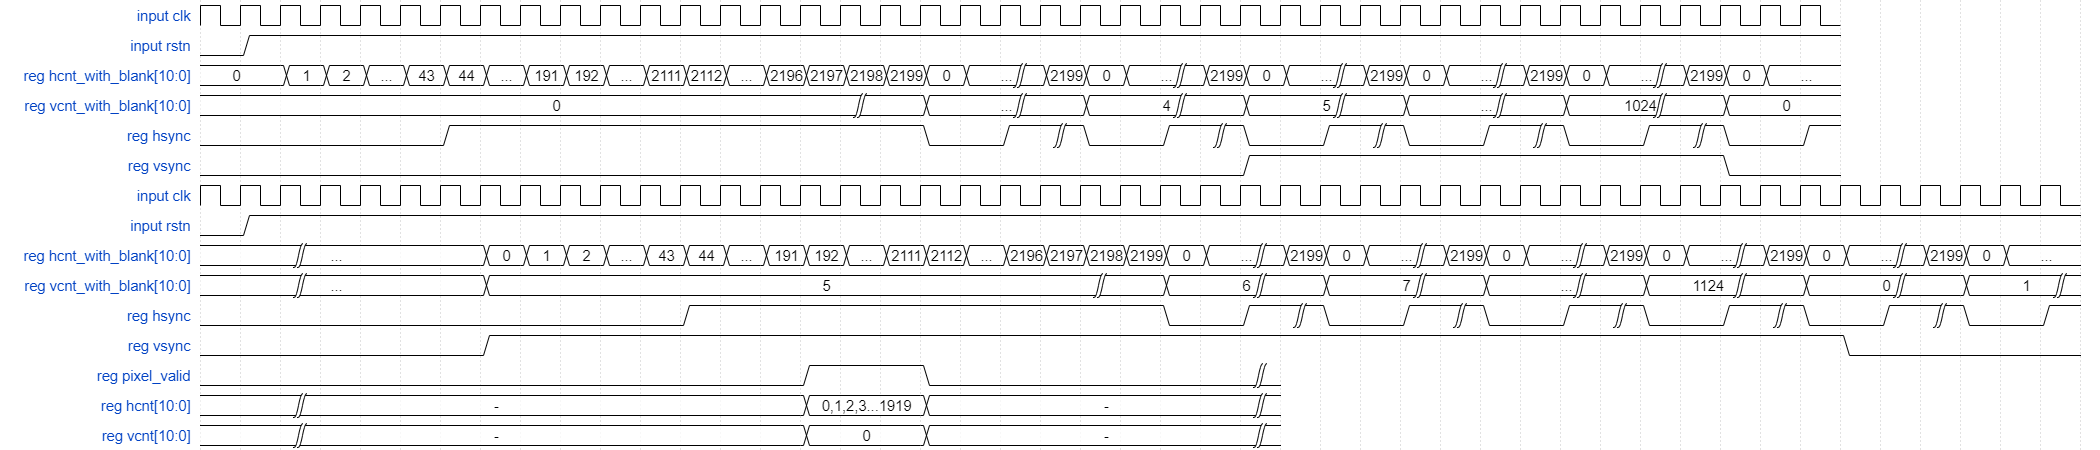 input clk
input rstn
reg hcnt_with_blank[10:0] 0 1 2 ... 43 44 ... 191 192 ... 2111 2112 ... 2196 2197 2198 2199 0 ... 2199 0 ... 2199 0 ... 2199 0 ... 2199 0 ... 2199 0 ...
reg vcnt_with_blank[10:0] 0 ... 4 5 ... 1024 0
reg hsync
reg vsync
input clk
input rstn
reg hcnt_with_blank[10:0] ... 0 1 2 ... 43 44 ... 191 192 ... 2111 2112 ... 2196 2197 2198 2199 0 ... 2199 0 ... 2199 0 ... 2199 0 ... 2199 0 ... 2199 0 ...
reg vcnt_with_blank[10:0] ... 5 6 7 ... 1124 0 1
reg hsync
reg vsync
reg pixel_valid
reg hcnt[10:0] - 0,1,2,3...1919 -
reg vcnt[10:0] - 0 -